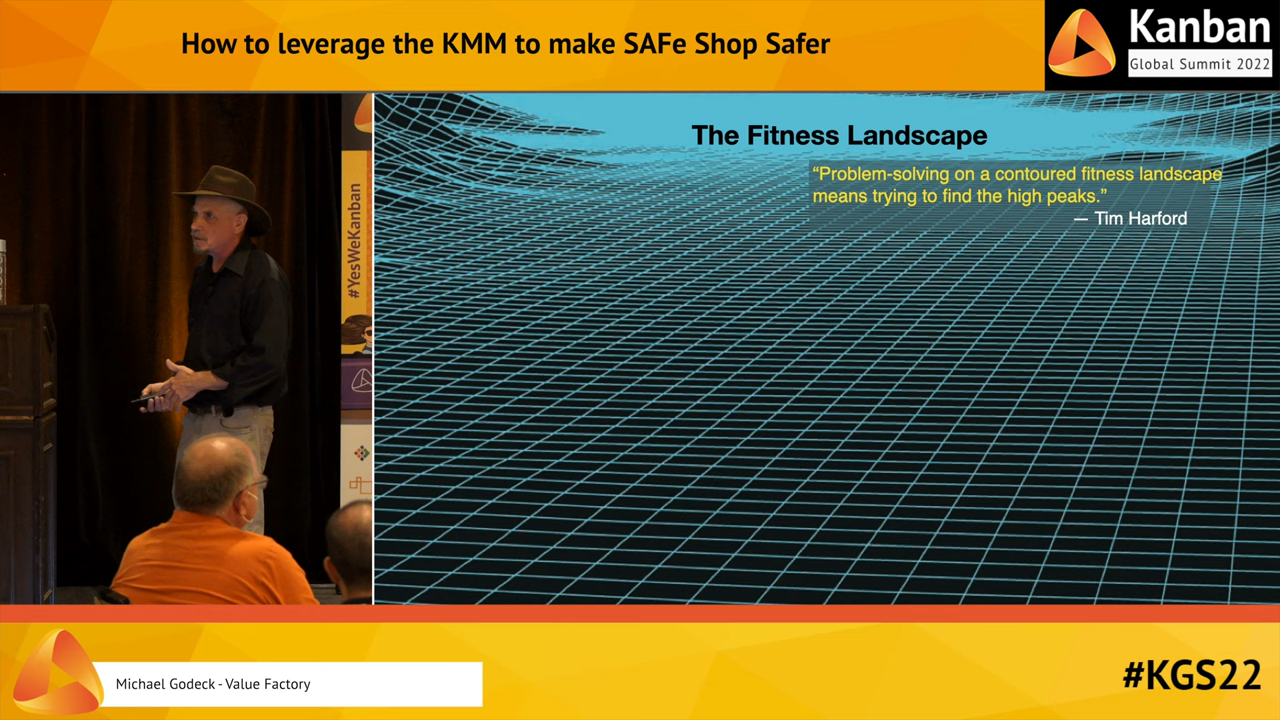 How to leverage the KMM to make SAFe Shop Safer
Kanban
Global Summit 2022
#YesWeKanban
The Fitness Landscape
“Problem-solving on a contoured fitness landscape
means trying to find the high peaks.”
— Tim Harford
Michael Godeck - Value Factory
#KGS22